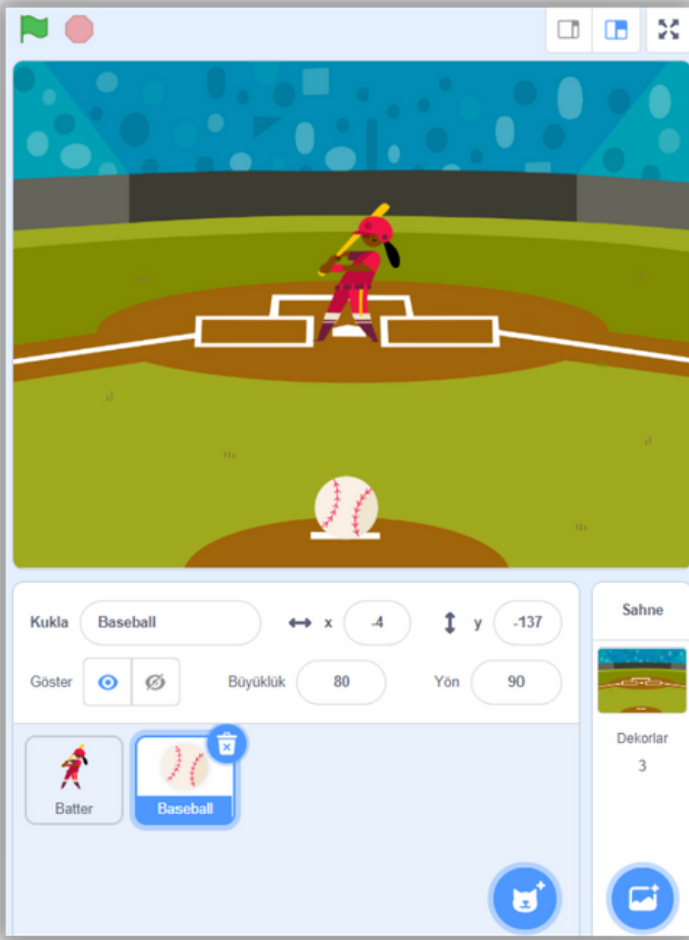 Kukla Baseball x -4 y -137
Göster Büyüklük 80 Yön 90
Sahne
Dekorlar
3
Batter
Baseball